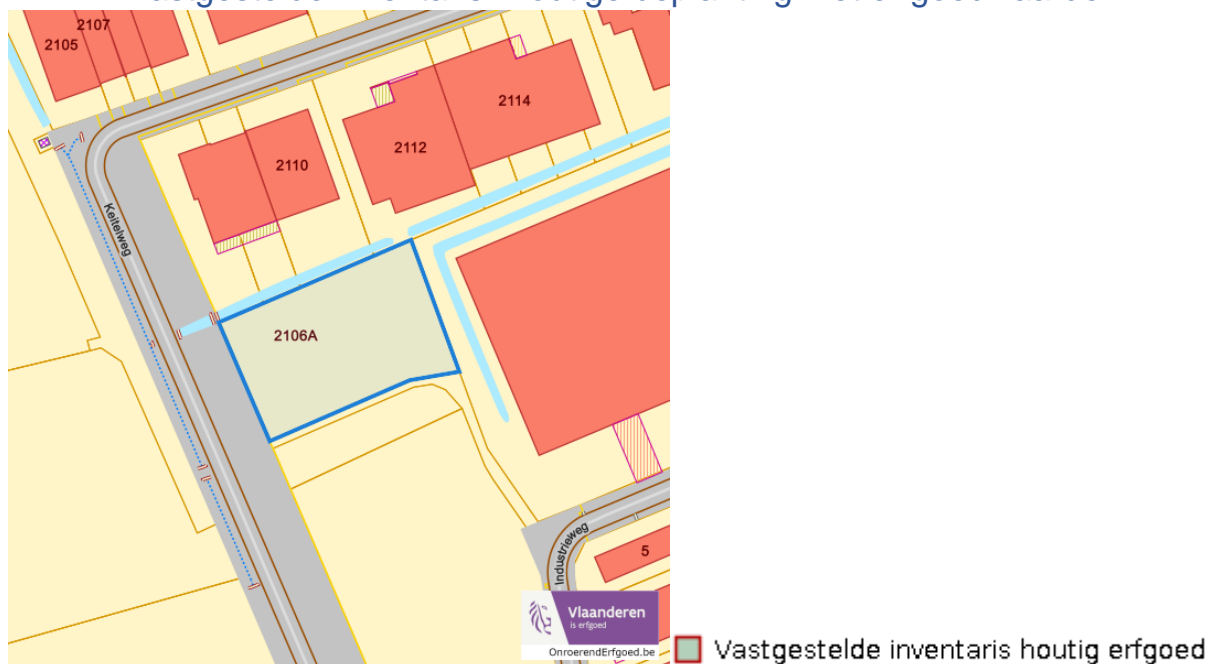 2107
2105
2114
2112
2110
Keitelweg
2106A
Industrieweg
5
Vlaanderen
is erfgoed
OnroerendErfgoed.be
Vastgestelde inventaris houtig erfgoed